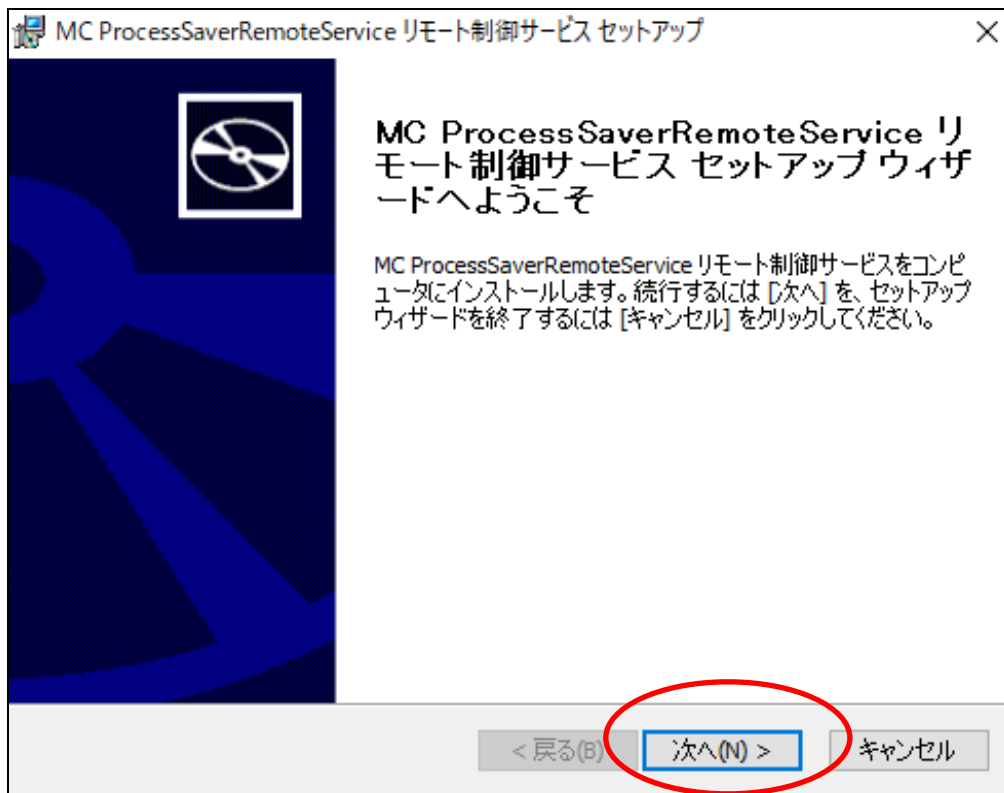 MC ProcessSaverRemoteService リモート制御サービス セットアップ
MC ProcessSaverRemoteService リ
モート制御サービス セットアップ ウィザ
ードへようこそ
MC ProcessSaverRemoteService リモート制御サービスをコンピ
ュータにインストールします。続行するには [次へ] を、セットアップ
ウィザードを終了するには [キャンセル] をクリックしてください。
< 戻る(B)
次へ(N) >
キャンセル